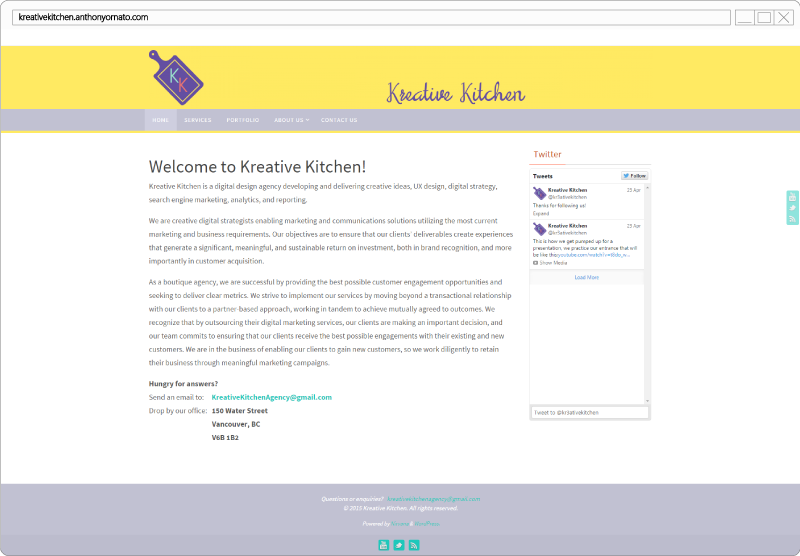 kreativekitchen.anthonyornato.com
K
K
Kreative Kitchen
HOME SERVICES PORTFOLIO ABOUT US CONTACT US
Welcome to Kreative Kitchen!
Kreative Kitchen is a digital design agency developing and delivering creative ideas, UX design, digital strategy,
search engine marketing, analytics, and reporting.
We are creative digital strategists enabling marketing and communications solutions utilizing the most current
marketing and business requirements. Our objectives are to ensure that our clients' deliverables create experiences
that generate a significant, meaningful, and sustainable return on investment, both in brand recognition, and more
importantly in customer acquisition.
As a boutique agency, we are successful by providing the best possible customer engagement opportunities and
seeking to deliver clear metrics. We strive to implement our services by moving beyond a transactional relationship
with our clients to a partner-based approach, working in tandem to achieve mutually agreed to outcomes. We
recognize that by outsourcing their digital marketing services, our clients are making an important decision, and
our team commits to ensuring that our clients receive the best possible engagements with their existing and new
customers. We are in the business of enabling our clients to gain new customers, so we work diligently to retain
their business through meaningful marketing campaigns.
Hungry for answers?
Send an email to: KreativeKitchenAgency@gmail.com
Drop by our office: 150 Water Street
Vancouver, BC
V6B 1B2
Twitter
Tweets Follow
Kreative Kitchen 23 Apr
@kr8ativekitchen
Thanks for following us!
Expand
Kreative Kitchen 23 Apr
@kr8ativekitchen
This is how we get pumped up for a
presentation. we practice our entrance that will
be like this
Show Media
Load More
Tweet to @kr8ativekitchen
Questions or enquiries? kreativekitchenagency@gmail.com
© 2015 Kreative Kitchen. All rights reserved.
Powered by Nirvana & WordPress.